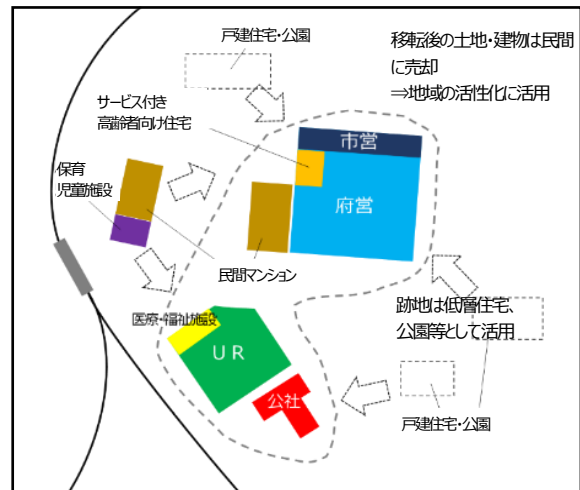 戸建住宅・公園
移転後の土地・建物は民間
に売却
⇒地域の活性化に活用
サービス付き
高齢者向け住宅
市営
保育
児童施設
府営
民間マンション
跡地は低層住宅、
公園等として活用
医療・福祉施設
UR
公社
戸建住宅・公園